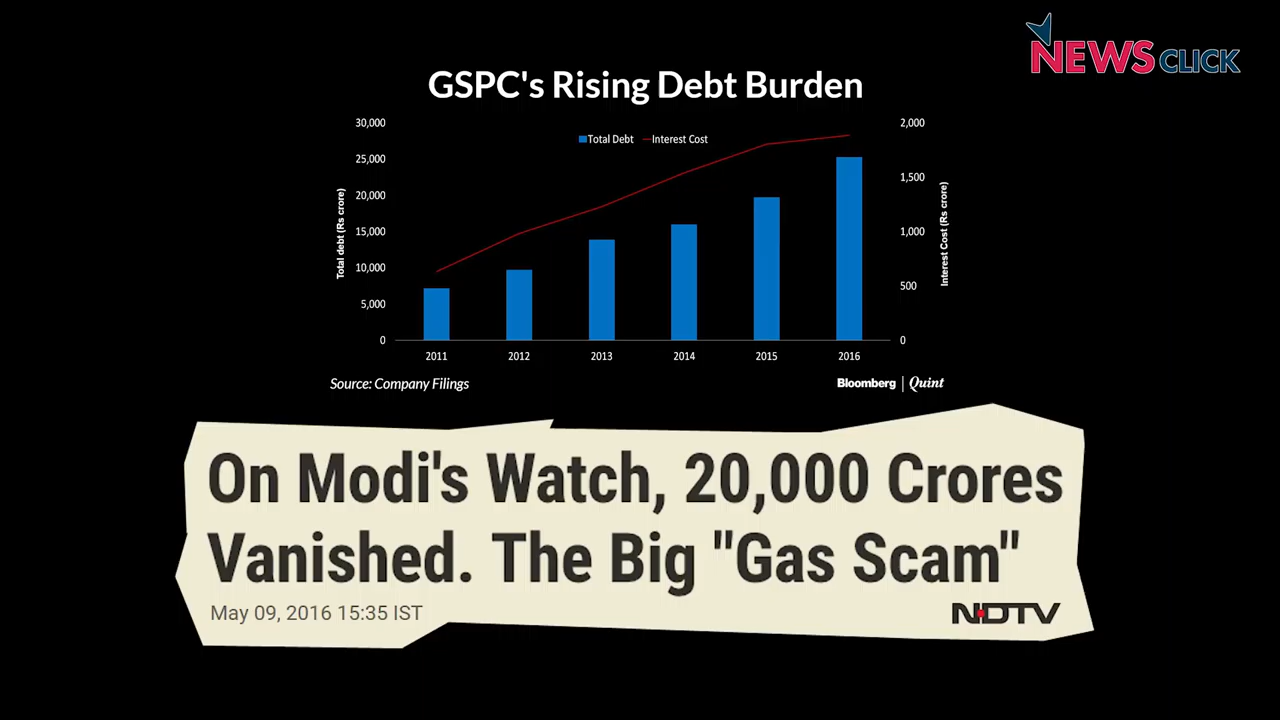 NEWSCLICK
GSPC's Rising Debt Burden
30,000
25,000
20,000
15,000
10,000
5,000
0
Total debt (Rs crore)
Total Debt
Interest Cost
2,000
1,500
1,000
500
0
Interest Cost (Rs crore)
2011 2012 2013 2014 2015 2016
Source: Company Filings
Bloomberg | Quint
On Modi's Watch, 20,000 Crores
Vanished. The Big "Gas Scam"
May 09, 2016 15:35 IST
NDTV